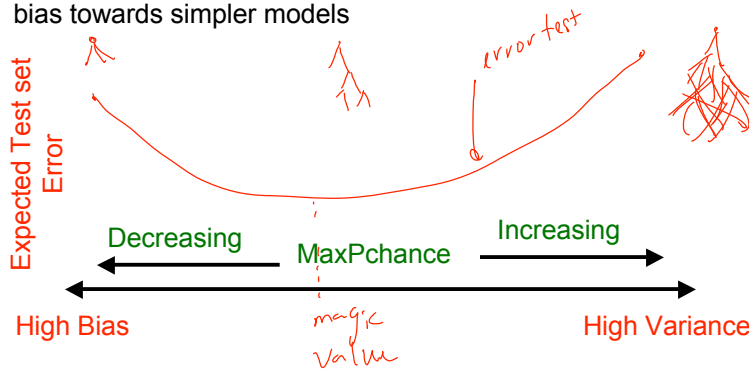 bias towards simpler models
error test
Expected Test set
Error
Decreasing
MaxPchance
Increasing
High Bias
magic
value
High Variance